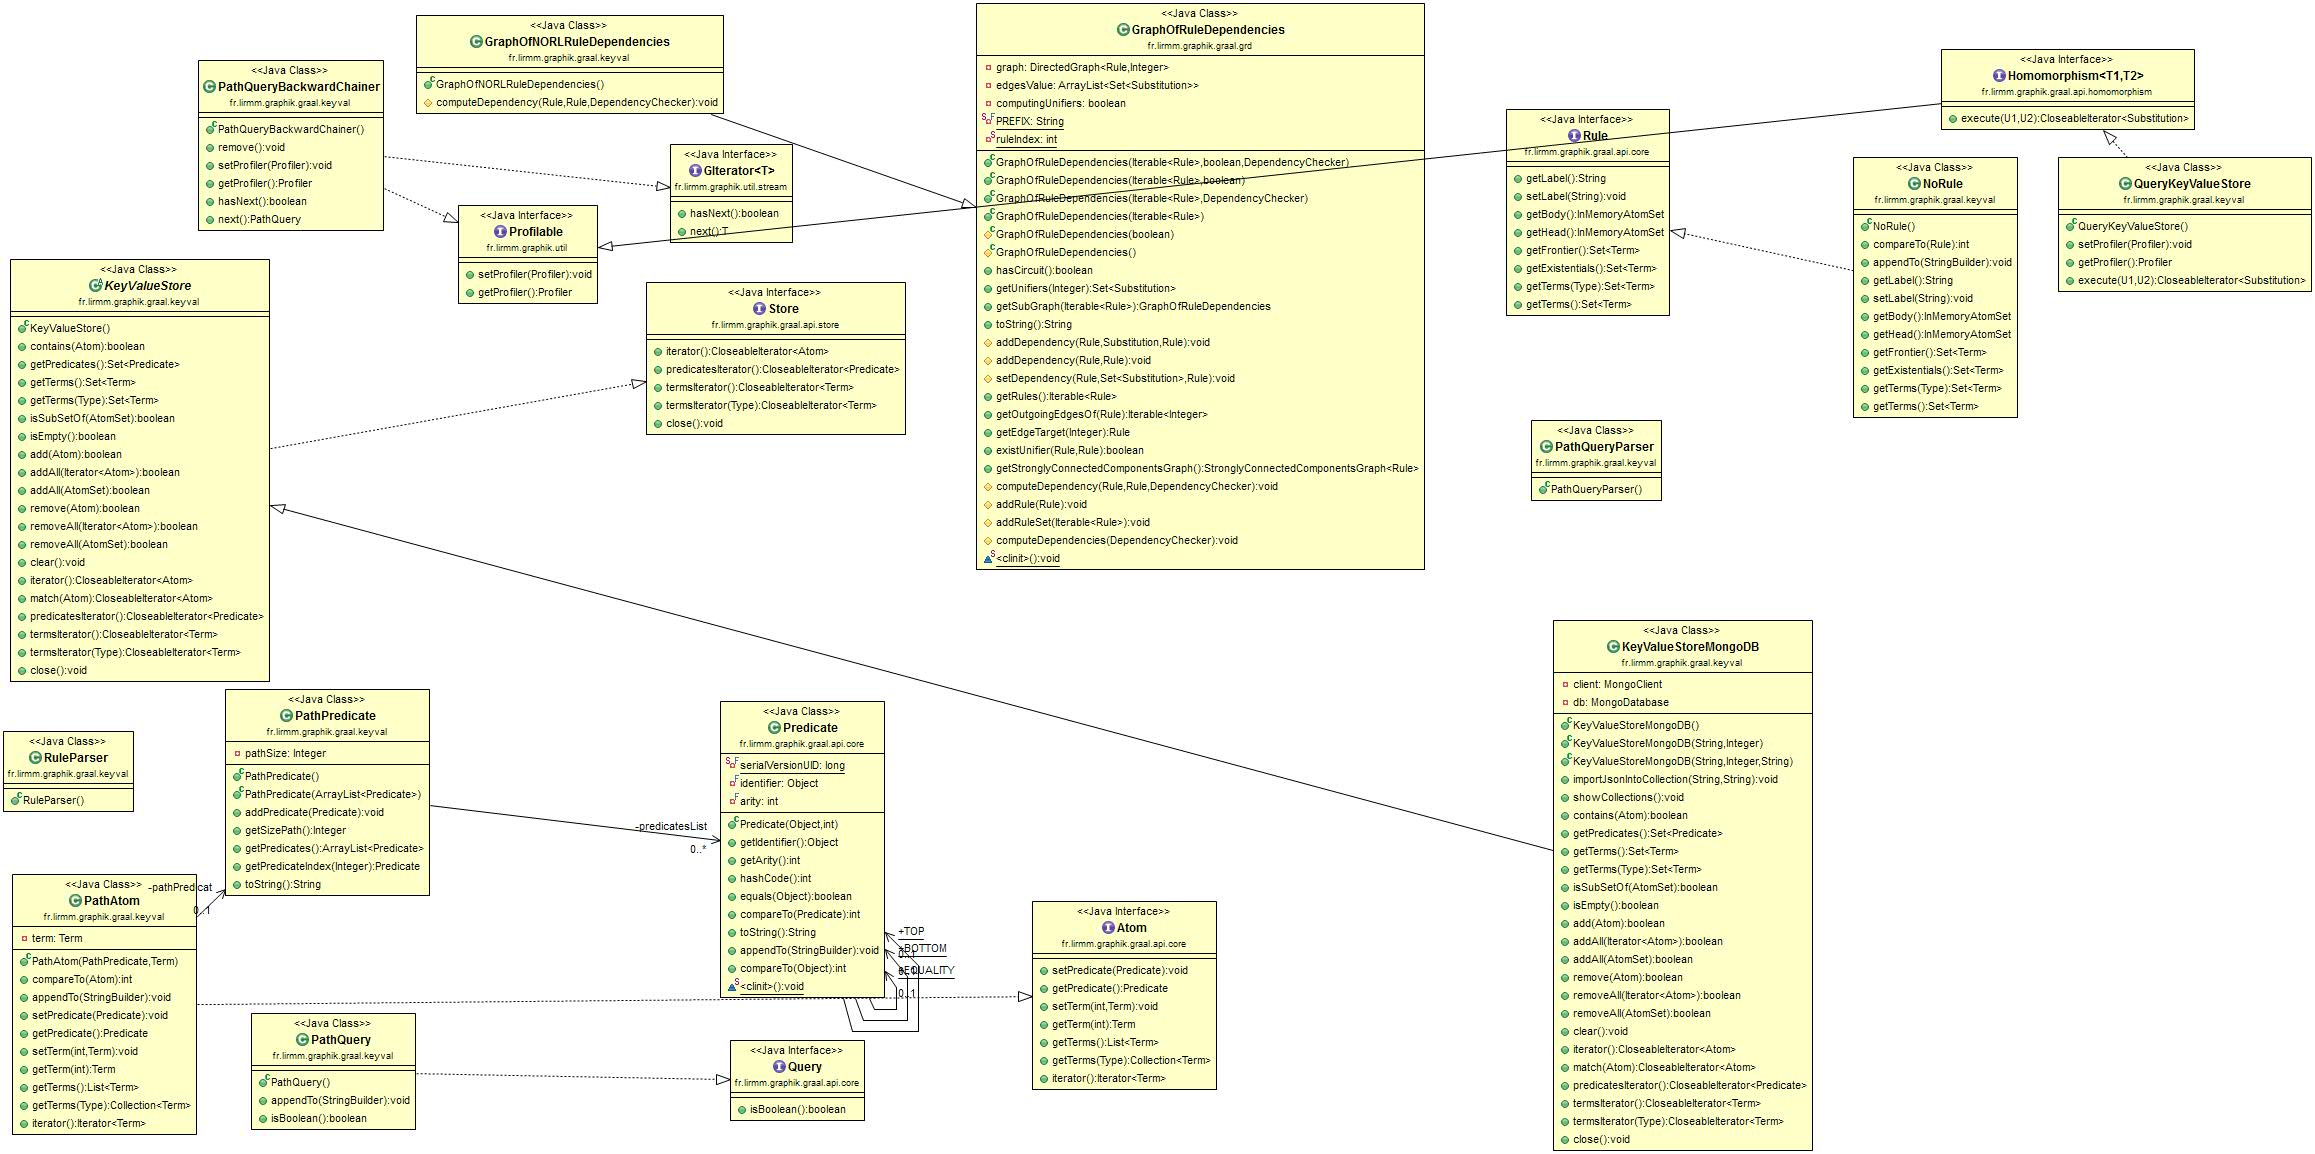 <<Java Class>>
GraphOfNORLRuleDependencies
fr.lirmm.graphik.graal.keyval
GraphOfNORLRuleDependencies()
computeDependency(Rule,Rule,DependencyChecker):void
<<Java Class>>
PathQueryBackwardChainer
fr.lirmm.graphik.graal.keyval
PathQueryBackwardChainer()
remove():void
setProfiler(Profiler):void
getProfiler():Profiler
hasNext():boolean
next():PathQuery
<<Java Interface>>
GIterator<T>
fr.lirmm.graphik.util.stream
hasNext():boolean
next():T
<<Java Interface>>
Profilable
fr.lirmm.graphik.util
setProfiler(Profiler):void
getProfiler():Profiler
<<Java Class>>
GraphOfRuleDependencies
fr.lirmm.graphik.graal.grd
graph: DirectedGraph<Rule,Integer>
edgesValue: ArrayList<Set<Substitution>>
computingUnifiers: boolean
PREFIX: String
ruleIndex: int
GraphOfRuleDependencies(Iterable<Rule>,boolean,DependencyChecker)
GraphOfRuleDependencies(Iterable<Rule>,boolean)
GraphOfRuleDependencies(Iterable<Rule>,DependencyChecker)
GraphOfRuleDependencies(Iterable<Rule>)
GraphOfRuleDependencies(boolean)
GraphOfRuleDependencies()
hasCircuit():boolean
getUnifiers(Integer):Set<Substitution>
getSubGraph(Iterable<Rule>):GraphOfRuleDependencies
toString():String
addDependency(Rule,Substitution,Rule):void
addDependency(Rule,Rule):void
setDependency(Rule,Set<Substitution>,Rule):void
getRules():Iterable<Rule>
getOutgoingEdgesOf(Rule):Iterable<Integer>
getEdgeTarget(Integer):Rule
existUnifier(Rule,Rule):boolean
getStronglyConnectedComponentsGraph():StronglyConnectedComponentsGraph<Rule>
computeDependency(Rule,Rule,DependencyChecker):void
addRule(Rule):void
addRuleSet(Iterable<Rule>):void
computeDependencies(DependencyChecker):void
<clinit>():void
<<Java Interface>>
Rule
fr.lirmm.graphik.graal.api.core
getLabel():String
setLabel(String):void
getBody():InMemoryAtomSet
getHead():InMemoryAtomSet
getFrontier():Set<Term>
getExistentials():Set<Term>
getTerms(Type):Set<Term>
getTerms():Set<Term>
<<Java Interface>>
Homomorphism<T1,T2>
fr.lirmm.graphik.graal.api.homomorphism
execute(U1,U2):CloseableIterator<Substitution>
<<Java Class>>
NoRule
fr.lirmm.graphik.graal.keyval
NoRule()
compareTo(Rule):int
appendTo(StringBuilder):void
getLabel():String
setLabel(String):void
getBody():InMemoryAtomSet
getHead():InMemoryAtomSet
getFrontier():Set<Term>
getExistentials():Set<Term>
getTerms(Type):Set<Term>
getTerms():Set<Term>
<<Java Class>>
QueryKeyValueStore
fr.lirmm.graphik.graal.keyval
QueryKeyValueStore()
setProfiler(Profiler):void
getProfiler():Profiler
execute(U1,U2):CloseableIterator<Substitution>
<<Java Class>>
KeyValueStore
fr.lirmm.graphik.graal.keyval
KeyValueStore()
contains(Atom):boolean
getPredicates():Set<Predicate>
getTerms():Set<Term>
getTerms(Type):Set<Term>
isSubSetOf(AtomSet):boolean
isEmpty():boolean
add(Atom):boolean
addAll(Iterator<Atom>):boolean
addAll(AtomSet):boolean
remove(Atom):boolean
removeAll(Iterator<Atom>):boolean
removeAll(AtomSet):boolean
clear():void
iterator():CloseableIterator<Atom>
match(Atom):CloseableIterator<Atom>
predicatesIterator():CloseableIterator<Predicate>
termsIterator():CloseableIterator<Term>
termsIterator(Type):CloseableIterator<Term>
close():void
<<Java Interface>>
Store
fr.lirmm.graphik.graal.api.store
iterator():CloseableIterator<Atom>
predicatesIterator():CloseableIterator<Predicate>
termsIterator():CloseableIterator<Term>
termsIterator(Type):CloseableIterator<Term>
close():void
<<Java Class>>
PathQueryParser
fr.lirmm.graphik.graal.keyval
PathQueryParser()
<<Java Class>>
KeyValueStoreMongoDB
fr.lirmm.graphik.graal.keyval
client: MongoClient
db: MongoDatabase
KeyValueStoreMongoDB()
KeyValueStoreMongoDB(String,Integer)
KeyValueStoreMongoDB(String,Integer,String)
importJsonIntoCollection(String,String):void
showCollections():void
contains(Atom):boolean
getPredicates():Set<Predicate>
getTerms():Set<Term>
getTerms(Type):Set<Term>
isSubSetOf(AtomSet):boolean
isEmpty():boolean
add(Atom):boolean
addAll(Iterator<Atom>):boolean
addAll(AtomSet):boolean
remove(Atom):boolean
removeAll(Iterator<Atom>):boolean
removeAll(AtomSet):boolean
clear():void
iterator():CloseableIterator<Atom>
match(Atom):CloseableIterator<Atom>
predicatesIterator():CloseableIterator<Predicate>
termsIterator():CloseableIterator<Term>
termsIterator(Type):CloseableIterator<Term>
close():void
<<Java Class>>
RuleParser
fr.lirmm.graphik.graal.keyval
RuleParser()
<<Java Class>>
PathPredicate
fr.lirmm.graphik.graal.keyval
pathSize: Integer
PathPredicate()
PathPredicate(ArrayList<Predicate>)
addPredicate(Predicate):void
getSizePath():Integer
getPredicates():ArrayList<Predicate>
getPredicateIndex(Integer):Predicate
toString():String
-predicatesList
0..*
<<Java Class>>
Predicate
fr.lirmm.graphik.graal.api.core
serialVersionUID: long
identifier: Object
arity: int
Predicate(Object,int)
getIdentifier():Object
getArity():int
hashCode():int
equals(Object):boolean
compareTo(Predicate):int
toString():String
appendTo(StringBuilder):void
compareTo(Object):int
<clinit>():void
+TOP
+BOTTOM
0..1
+EQUALITY
0..1
<<Java Class>>
PathAtom
fr.lirmm.graphik.graal.keyval
term: Term
PathAtom(PathPredicate,Term)
compareTo(Atom):int
appendTo(StringBuilder):void
setPredicate(Predicate):void
getPredicate():Predicate
setTerm(int,Term):void
getTerm(int):Term
getTerms():List<Term>
getTerms(Type):Collection<Term>
iterator():Iterator<Term>
-pathPredicat
0..1
<<Java Class>>
PathQuery
fr.lirmm.graphik.graal.keyval
PathQuery()
appendTo(StringBuilder):void
isBoolean():boolean
<<Java Interface>>
Query
fr.lirmm.graphik.graal.api.core
isBoolean():boolean
<<Java Interface>>
Atom
fr.lirmm.graphik.graal.api.core
setPredicate(Predicate):void
getPredicate():Predicate
setTerm(int,Term):void
getTerm(int):Term
getTerms():List<Term>
getTerms(Type):Collection<Term>
iterator():Iterator<Term>